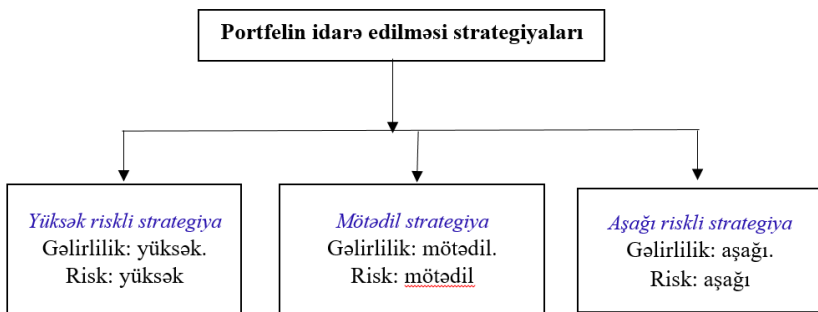 Portfelin idarə edilməsi strategiyaları
Yüksək riskli strategiya
Gəlirlilik: yüksək.
Risk: yüksək
Mötədil strategiya
Gəlirlilik: mötədil.
Risk: mötədil
Aşağı riskli strategiya
Gəlirlilik: aşağı.
Risk: aşağı